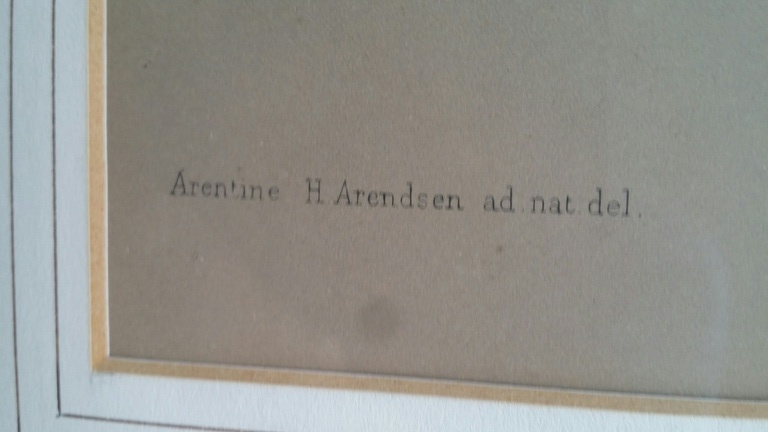 Arentine H. Arendsen ad. nat. del.